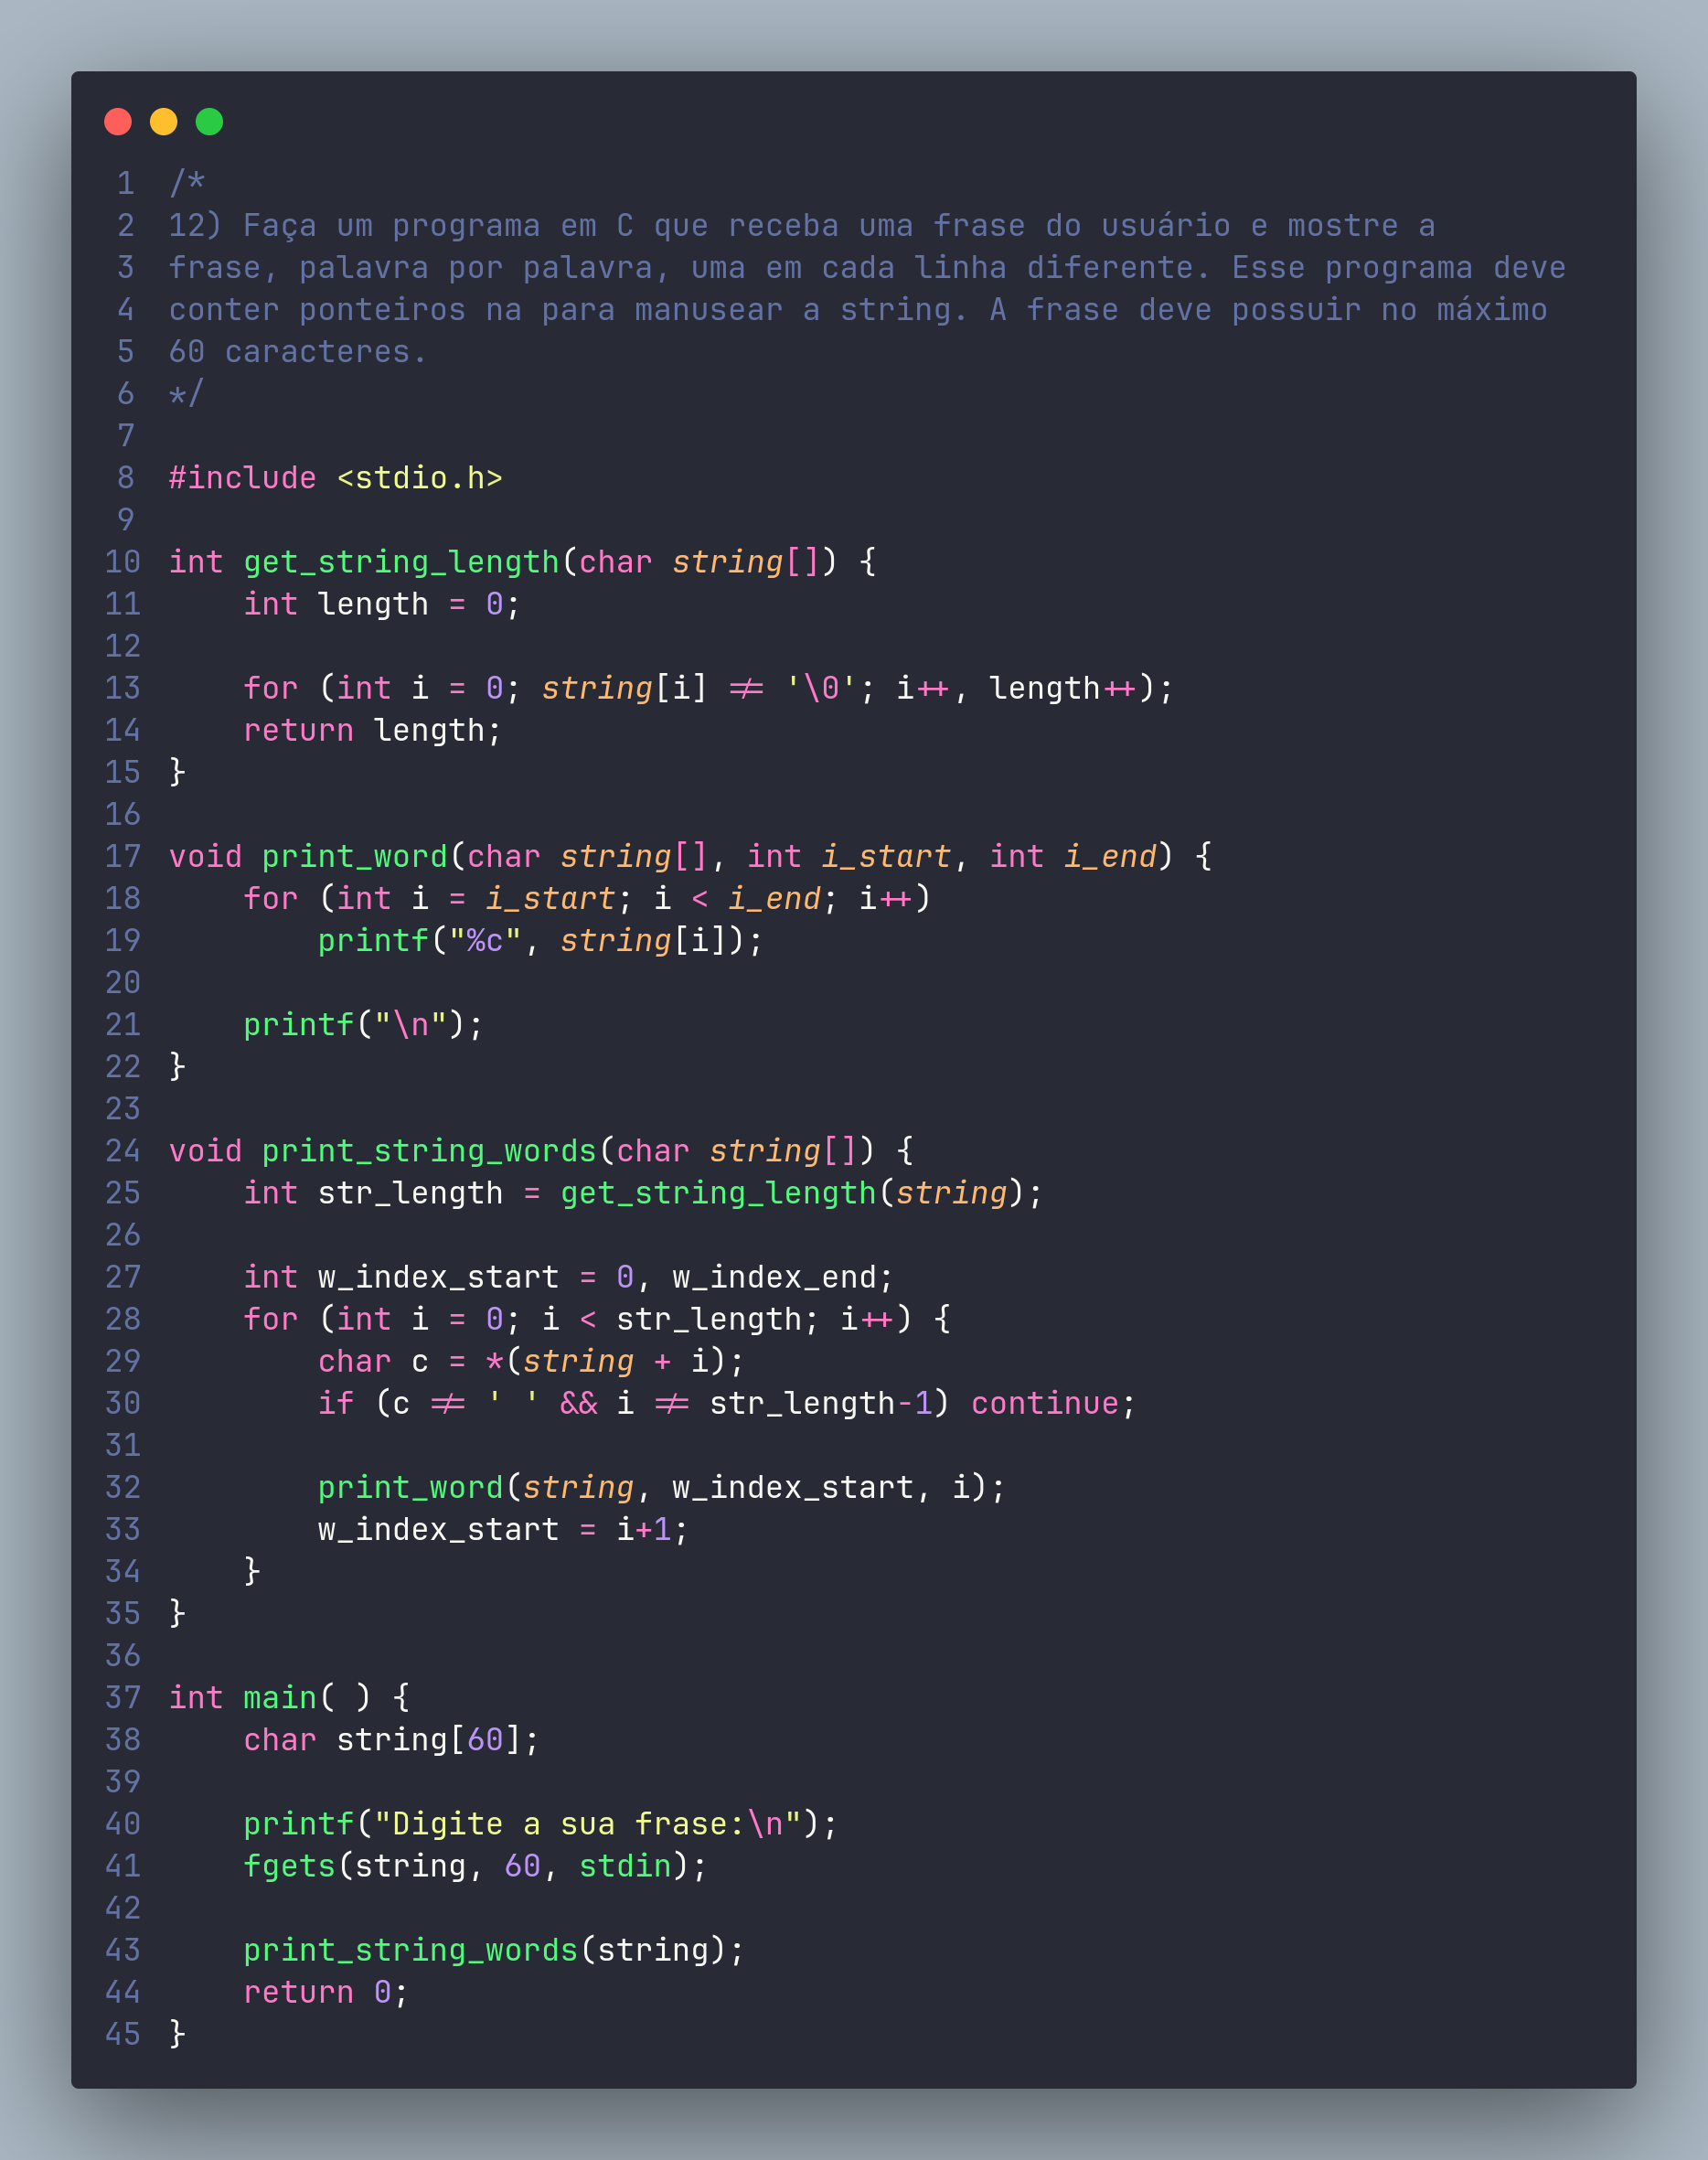 1 /*
2 12) Faça um programa em C que receba uma frase do usuário e mostre a
3 frase, palavra por palavra, uma em cada linha diferente. Esse programa deve
4 conter ponteiros na para manusear a string. A frase deve possuir no máximo
5 60 caracteres.
6 */
7
8 #include <stdio.h>
9
10 int get_string_length(char string[]) {
11     int length = 0;
12
13     for (int i = 0; string[i] != '\0'; i++, length++);
14     return length;
15 }
16
17 void print_word(char string[], int i_start, int i_end) {
18     for (int i = i_start; i < i_end; i++)
19         printf("%c", string[i]);
20
21     printf("\n");
22 }
23
24 void print_string_words(char string[]) {
25     int str_length = get_string_length(string);
26
27     int w_index_start = 0, w_index_end;
28     for (int i = 0; i < str_length; i++) {
29         char c = *(string + i);
30         if (c != ' ' && i != str_length-1) continue;
31
32         print_word(string, w_index_start, i);
33         w_index_start = i+1;
34     }
35 }
36
37 int main( ) {
38     char string[60];
39
40     printf("Digite a sua frase:\n");
41     fgets(string, 60, stdin);
42
43     print_string_words(string);
44     return 0;
45 }